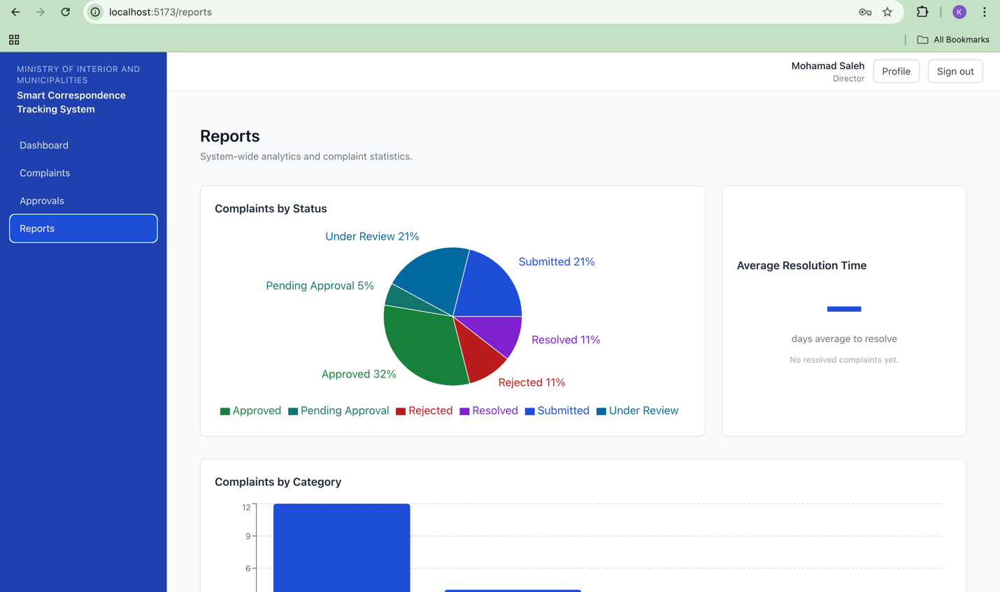 localhost:5173/reports
K
All Bookmarks
MINISTRY OF INTERIOR AND
MUNICIPALITIES
Smart Correspondence
Tracking System
Dashboard
Complaints
Approvals
Reports
Mohamad Saleh
Director
Profile
Sign out
Reports
System-wide analytics and complaint statistics.
Complaints by Status
Under Review 21%
Submitted 21%
Pending Approval 5%
Resolved 11%
Approved 32%
Rejected 11%
Approved
Pending Approval
Rejected
Resolved
Submitted
Under Review
Average Resolution Time
—
days average to resolve
No resolved complaints yet.
Complaints by Category
12
9
6